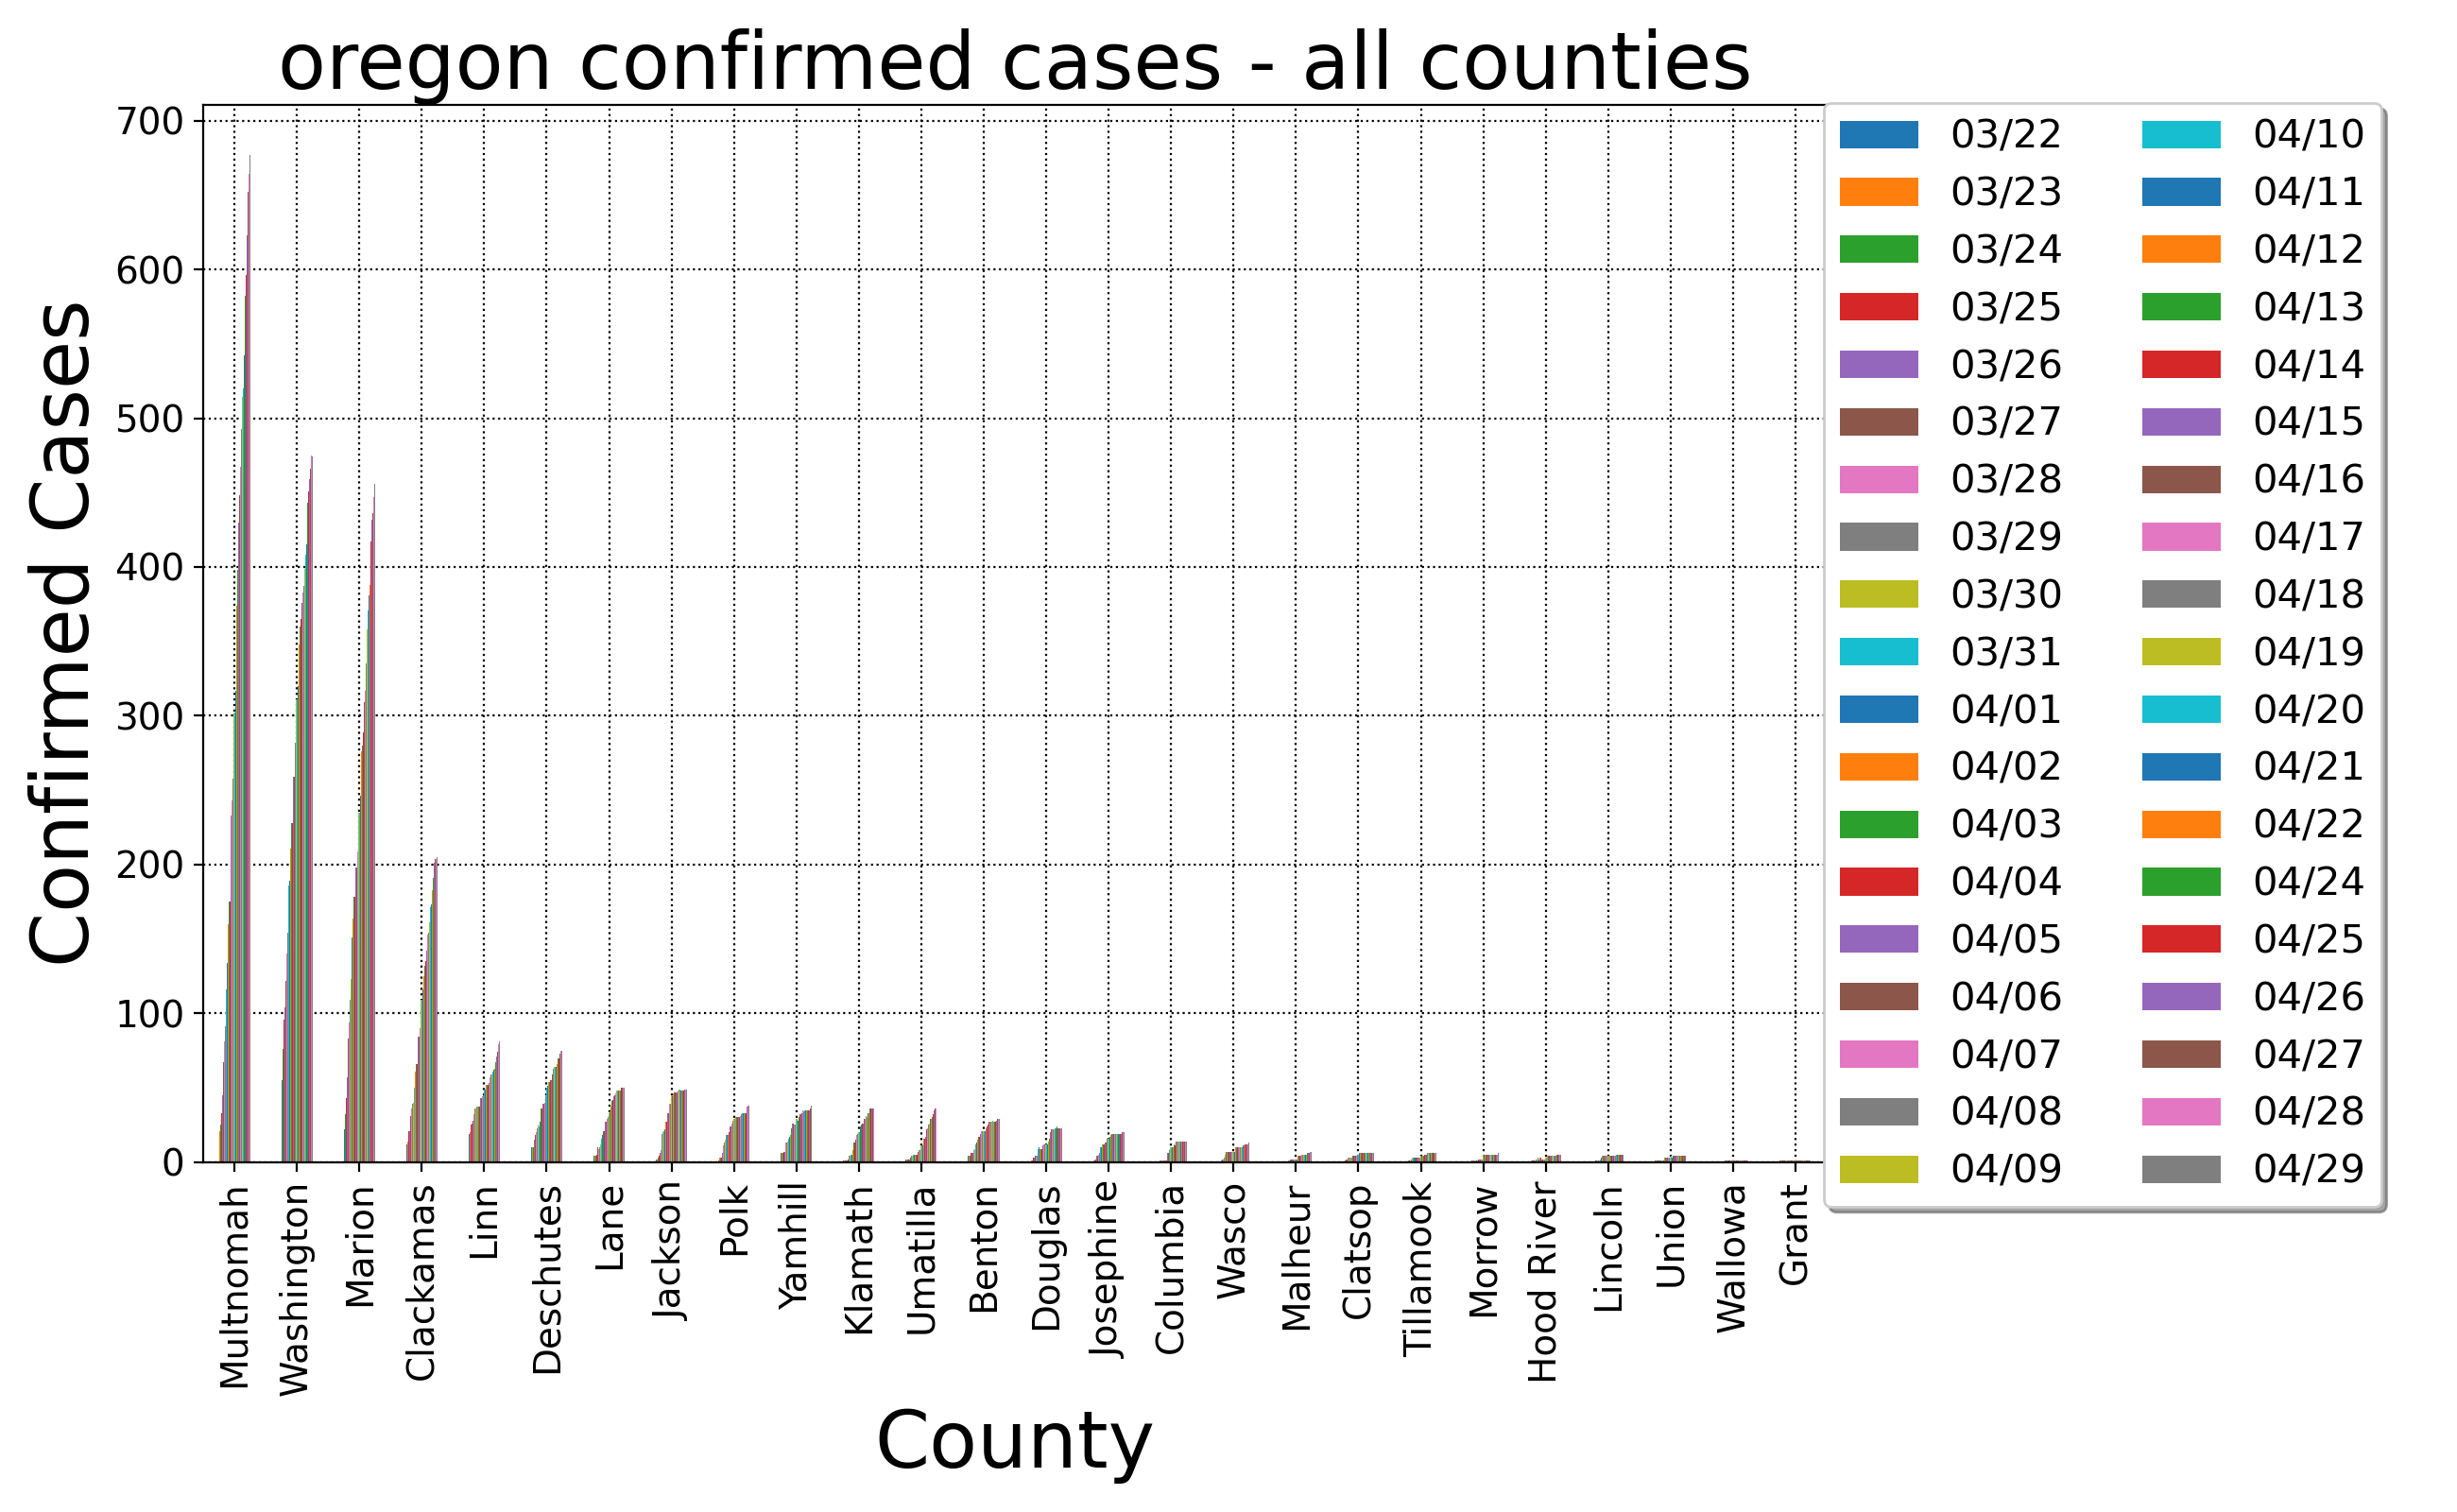 oregon confirmed cases - all counties
Confirmed Cases
700
600
500
400
300
200
100
0
Multnomah
Washington
Marion
Clackamas
Linn
Deschutes
Lane
Jackson
Polk
Yamhill
Klamath
Umatilla
Benton
Douglas
Josephine
Columbia
Wasco
Malheur
Clatsop
Tillamook
Morrow
Hood River
Lincoln
Union
Wallowa
Grant
County
03/22
03/23
03/24
03/25
03/26
03/27
03/28
03/29
03/30
03/31
04/01
04/02
04/03
04/04
04/05
04/06
04/07
04/08
04/09
04/10
04/11
04/12
04/13
04/14
04/15
04/16
04/17
04/18
04/19
04/20
04/21
04/22
04/24
04/25
04/26
04/27
04/28
04/29